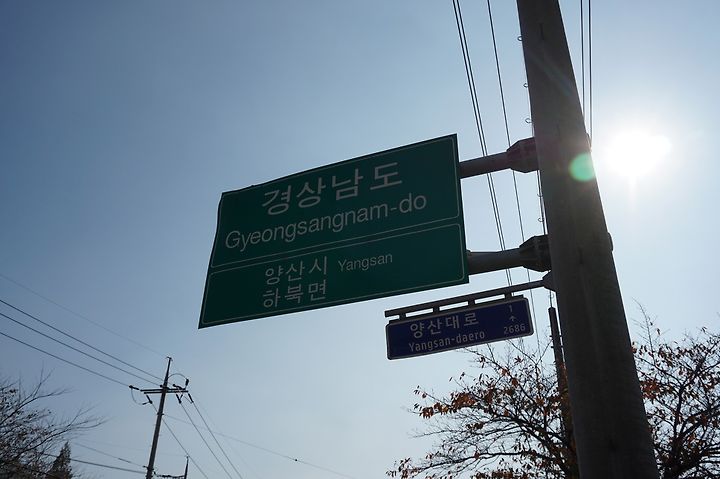 경상남도
Gyeongsangnam-do
양산시 Yangsan
하북면
양산대로 1
Yangsan-daero ↑ 2686